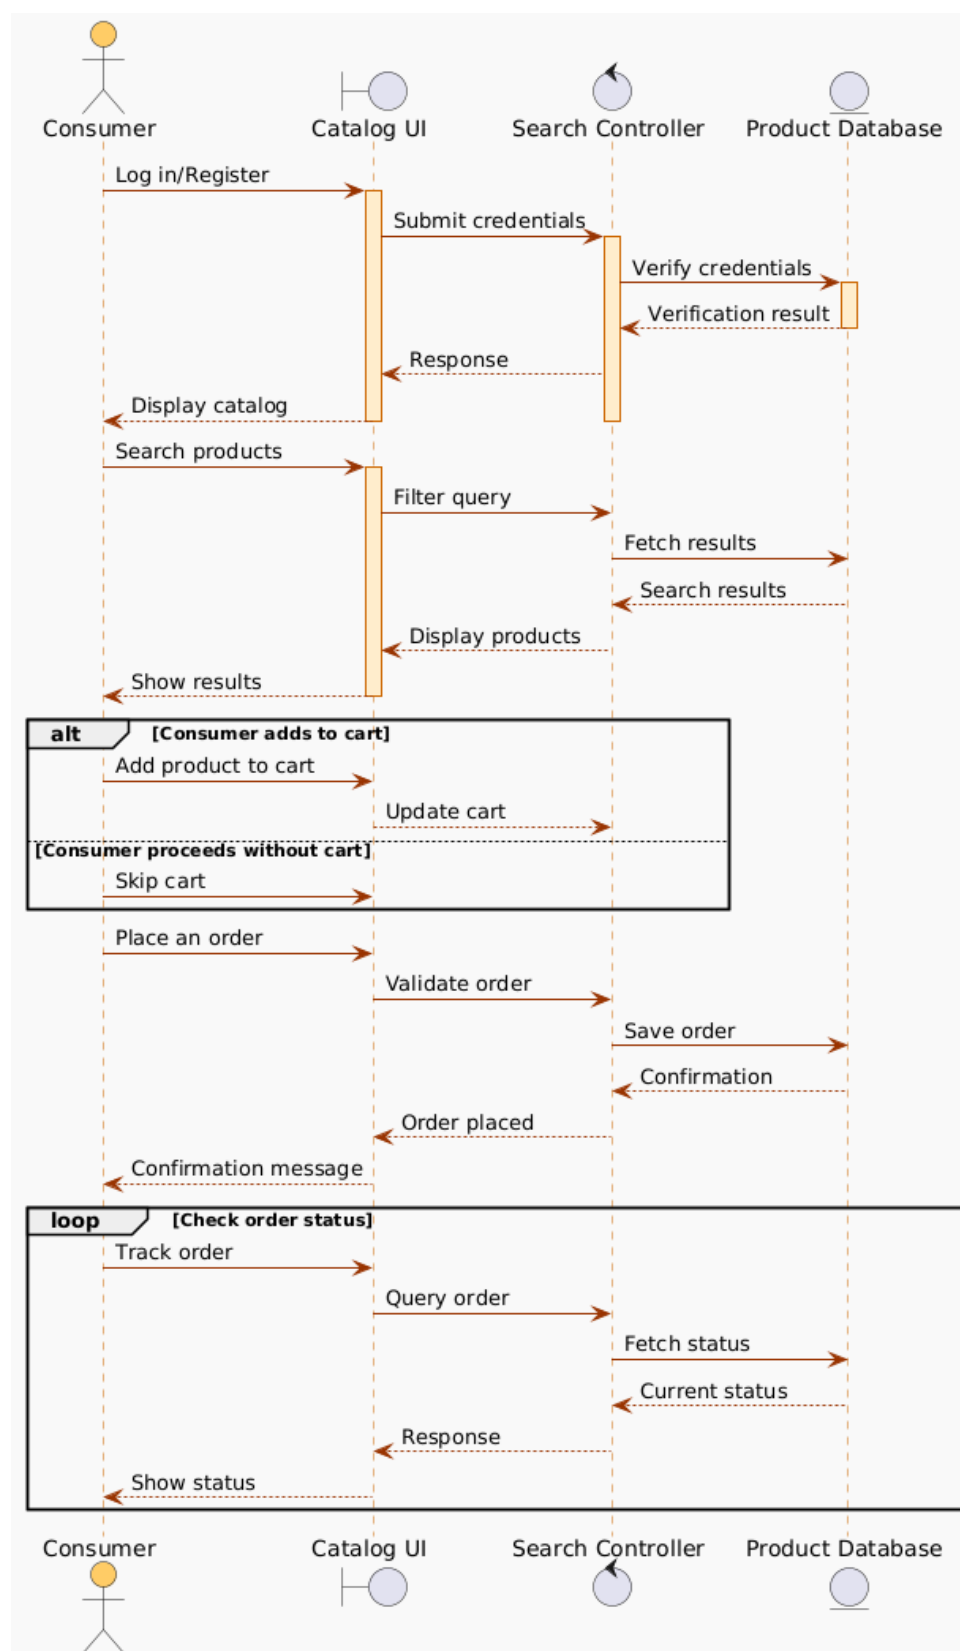 Consumer
Catalog UI
Search Controller
Product Database
Log in/Register
Submit credentials
Verify credentials
Verification result
Response
Display catalog
Search products
Filter query
Fetch results
Search results
Display products
Show results
alt [Consumer adds to cart]
Add product to cart
Update cart
[Consumer proceeds without cart]
Skip cart
Place an order
Validate order
Save order
Confirmation
Order placed
Confirmation message
loop [Check order status]
Track order
Query order
Fetch status
Current status
Response
Show status
Consumer
Catalog UI
Search Controller
Product Database